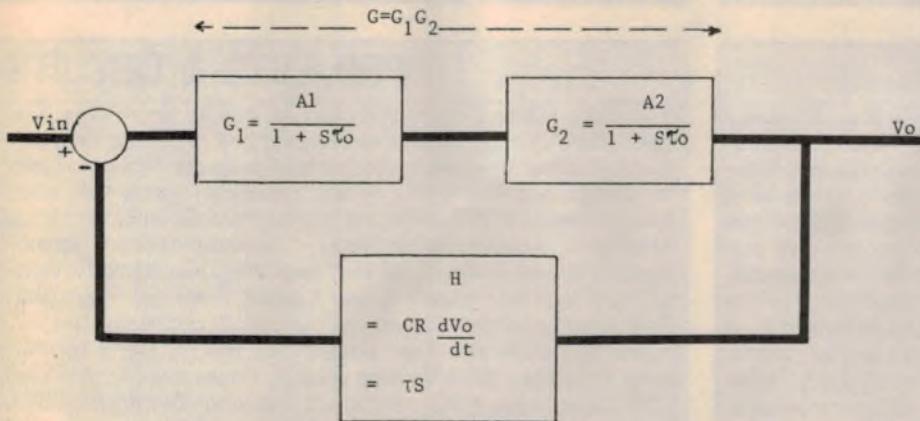 G=G₁G₂
Vin
+
-
G₁ = A1 / 1 + Sτo
G₂ = A2 / 1 + Sτo
Vo
H
= CR dVo / dt
= τS